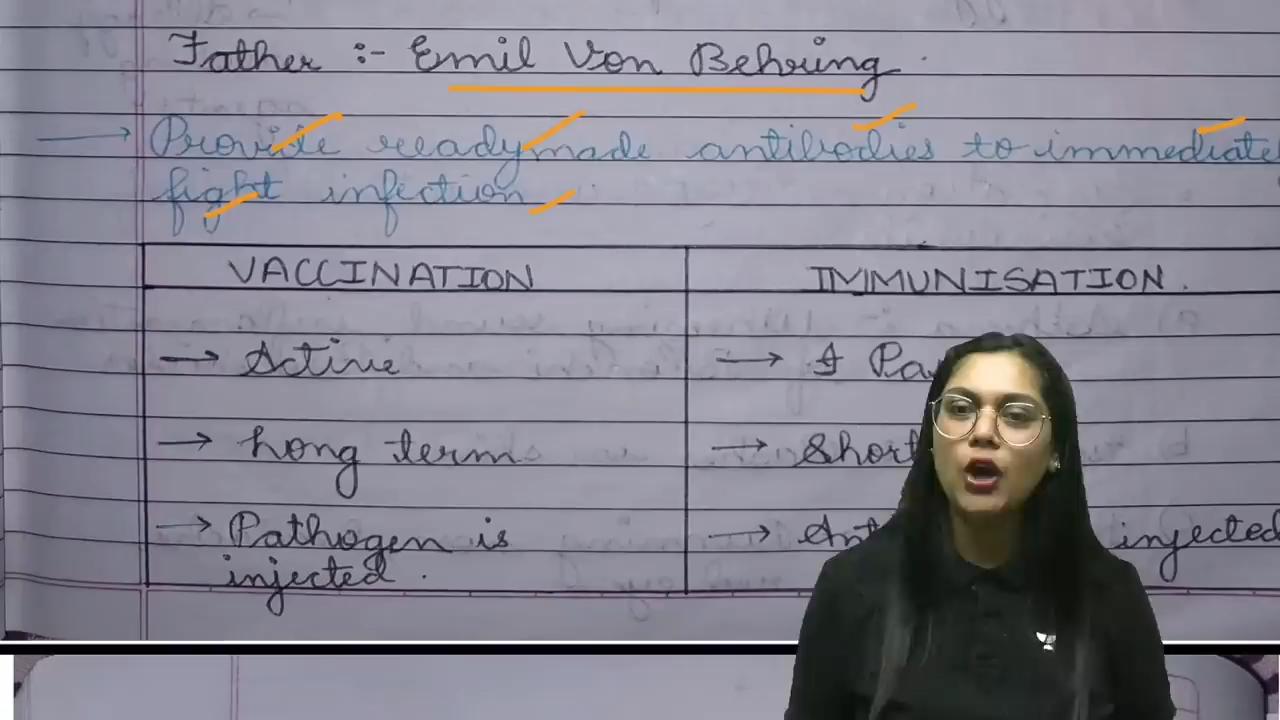 Father :- Emil Von Behring
→ Provide readymade antibodies to immediate
fight infection
VACCINATION
IMMUNISATION.
→ Active
→
→ Long term
→ Short
→ Pathogen is
→ injected
injected.